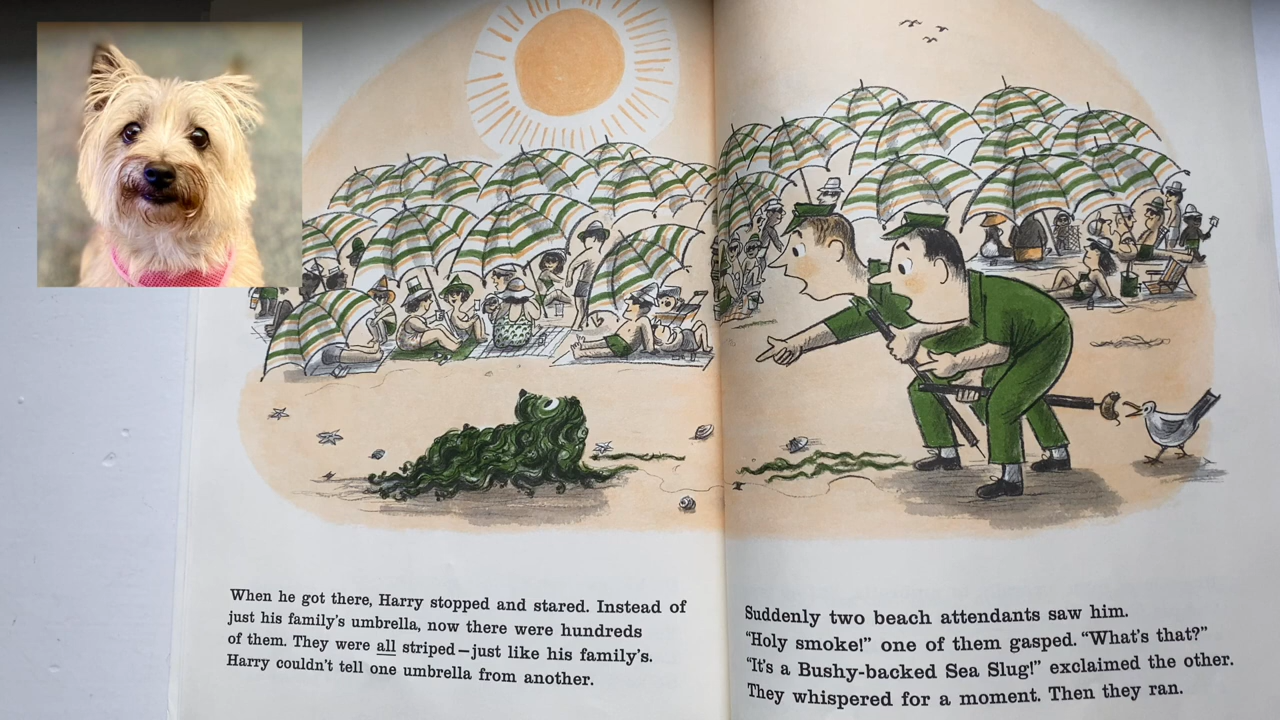 When he got there, Harry stopped and stared. Instead of
just his family's umbrella, now there were hundreds
of them. They were all striped—just like his family's.
Harry couldn't tell one umbrella from another.
Suddenly two beach attendants saw him.
“Holy smoke!” one of them gasped. “What's that?”
“It's a Bushy-backed Sea Slug!” exclaimed the other.
They whispered for a moment. Then they ran.